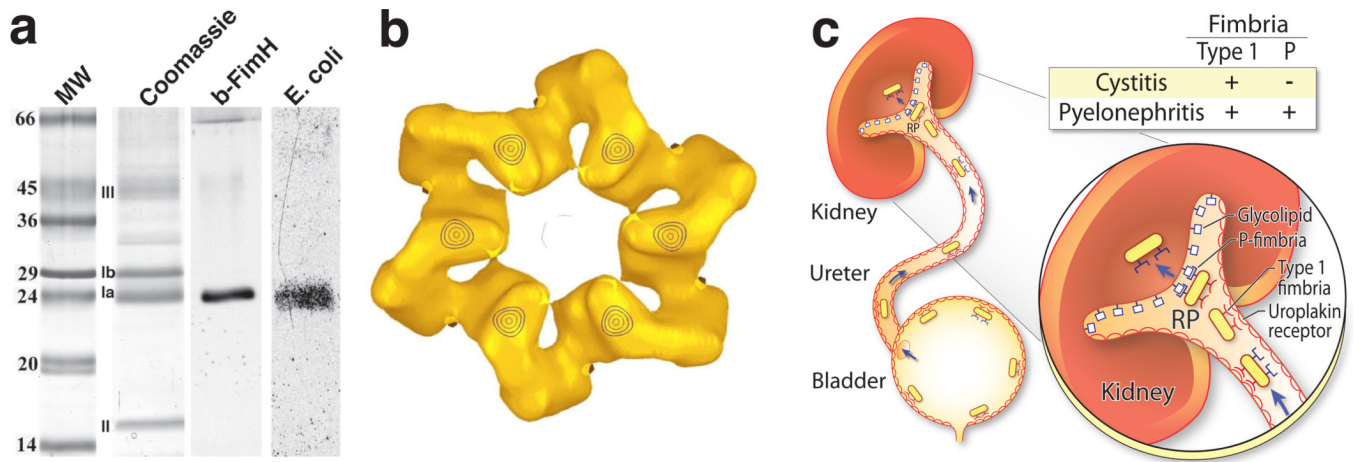 a
MW
Coomassie
b-FimH
E. coli
66
45
36
29
24
20
14
III
Ib
Ia
II
b
c
Fimbria
Type 1 P
Cystitis + -
Pyelonephritis + +
RP
Kidney
Ureter
Bladder
Glycolipid
P-fimbria
Type 1
fimbria
Uroplakin
receptor
RP
Kidney